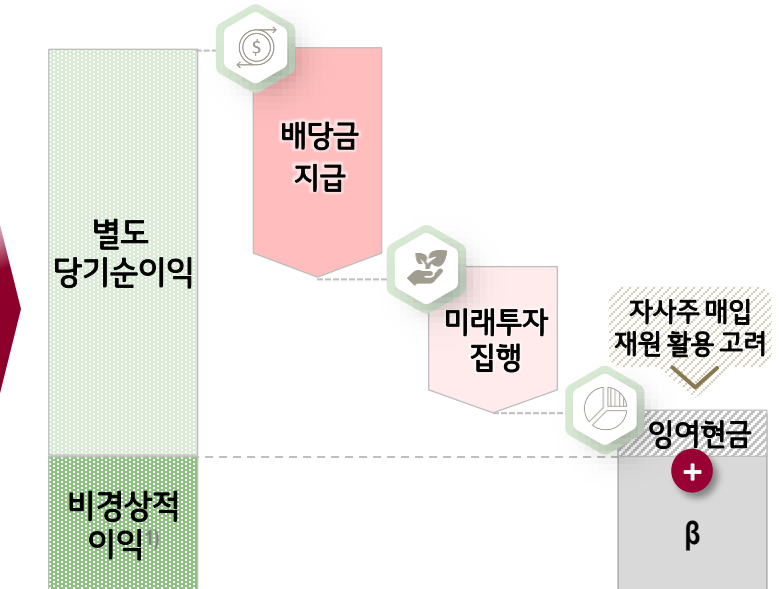 $
배당금
지급
별도
당기순이익
미래투자
집행
자사주 매입
재원 활용 고려
잉여현금
+
비경상적
이익¹⁾
β